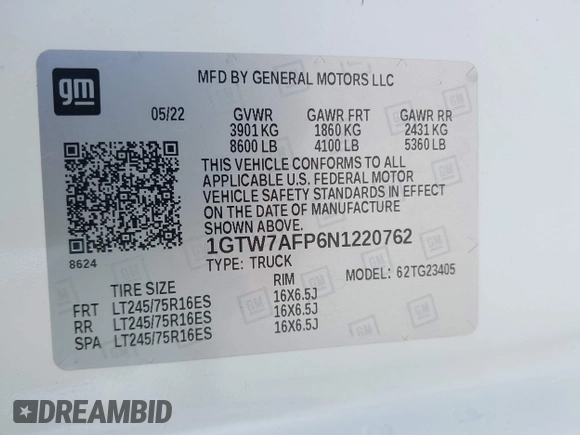 gm
MFD BY GENERAL MOTORS LLC
05/22 GVWR GAWR FRT GAWR RR
3901 KG 1860 KG 2431 KG
8600 LB 4100 LB 5360 LB
THIS VEHICLE CONFORMS TO ALL
APPLICABLE U.S. FEDERAL MOTOR
VEHICLE SAFETY STANDARDS IN EFFECT
ON THE DATE OF MANUFACTURE
SHOWN ABOVE.
8624
1GTW7AFP6N1220762
TYPE: TRUCK MODEL: 62TG23405
TIRE SIZE RIM
FRT LT245/75R16ES 16X6.5J
RR LT245/75R16ES 16X6.5J
SPA LT245/75R16ES 16X6.5J
DREAMBID